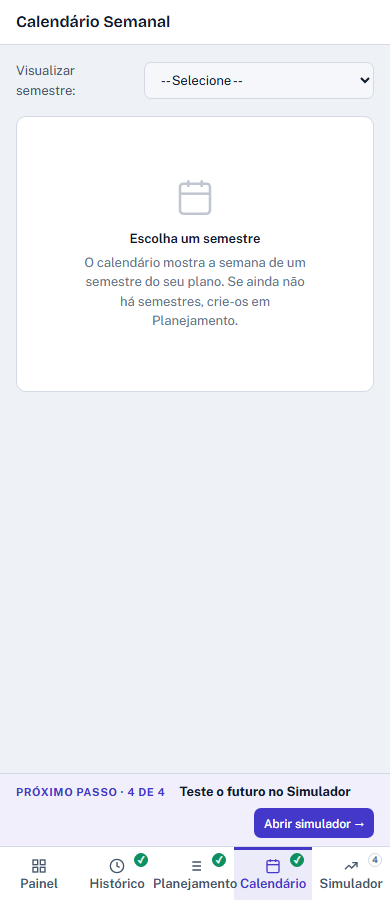 Calendário Semanal
Visualizar
semestre:
-- Selecione --
Escolha um semestre
O calendário mostra a semana de um
semestre do seu plano. Se ainda não
há semestres, crie-os em
Planejamento.
PRÓXIMO PASSO · 4 DE 4 Teste o futuro no Simulador
Abrir simulador →
4
Painel Histórico Planejamento Calendário Simulador